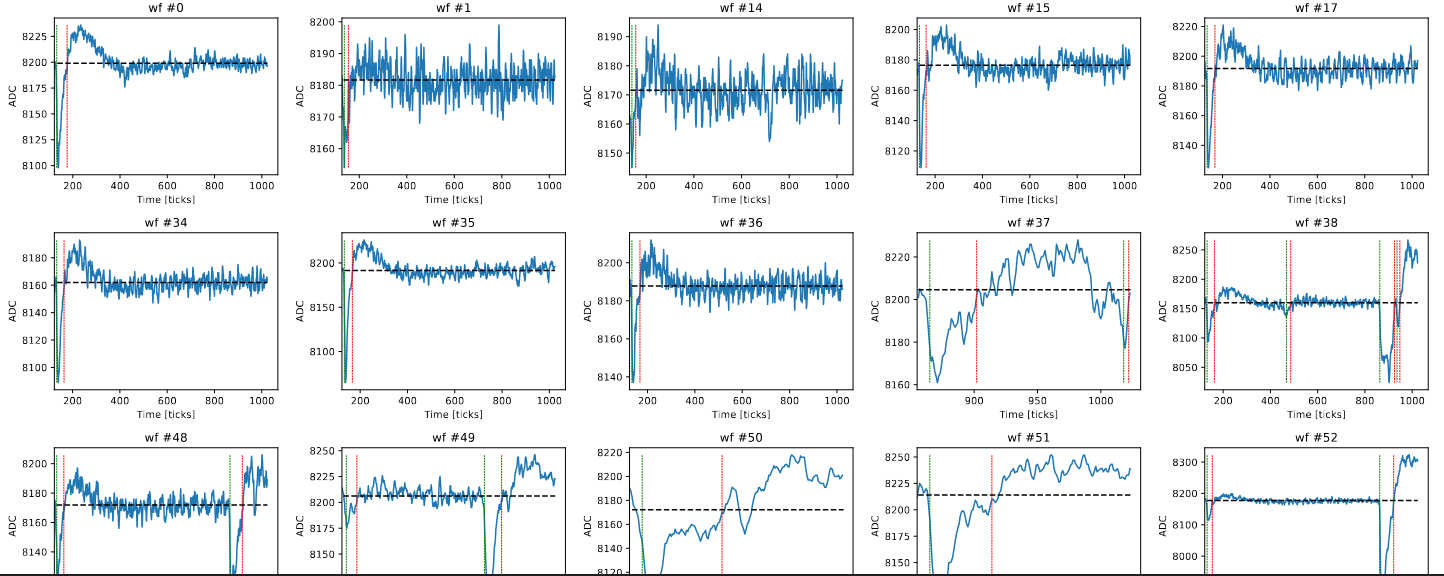 wf #0 wf #1 wf #14 wf #15 wf #17
8225 8200 8175 8150 8125 8100
ADC
200 400 600 800 1000
Time [ticks]
8200 8190 8180 8170 8160
ADC
200 400 600 800 1000
Time [ticks]
8190 8180 8170 8160 8150
ADC
200 400 600 800 1000
Time [ticks]
8200 8180 8160 8140 8120
ADC
200 400 600 800 1000
Time [ticks]
8220 8200 8180 8160 8140
ADC
200 400 600 800 1000
Time [ticks]
wf #34 wf #35 wf #36 wf #37 wf #38
8180 8160 8140 8120 8100
ADC
200 400 600 800 1000
Time [ticks]
8200 8150 8100
ADC
200 400 600 800 1000
Time [ticks]
8200 8180 8160 8140
ADC
200 400 600 800 1000
Time [ticks]
8220 8200 8180 8160
ADC
900 950 1000
Time [ticks]
8250 8200 8150 8100 8050
ADC
200 400 600 800 1000
Time [ticks]
wf #48 wf #49 wf #50 wf #51 wf #52
8200 8180 8160 8140
ADC
8250 8225 8200 8175 8150
ADC
8220 8200 8180 8160 8140 8120
ADC
8250 8225 8200 8175 8150
ADC
8300 8200 8100 8000
ADC